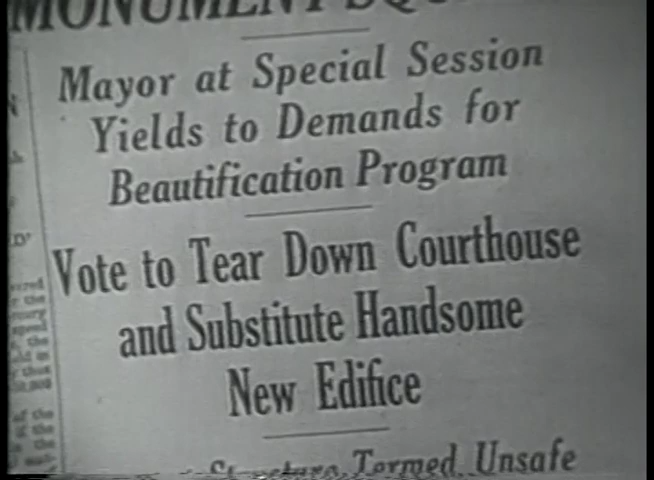 MONUMENT
Mayor at Special Session
Yields to Demands for
Beautification Program
Vote to Tear Down Courthouse
and Substitute Handsome
New Edifice
Structure Termed Unsafe